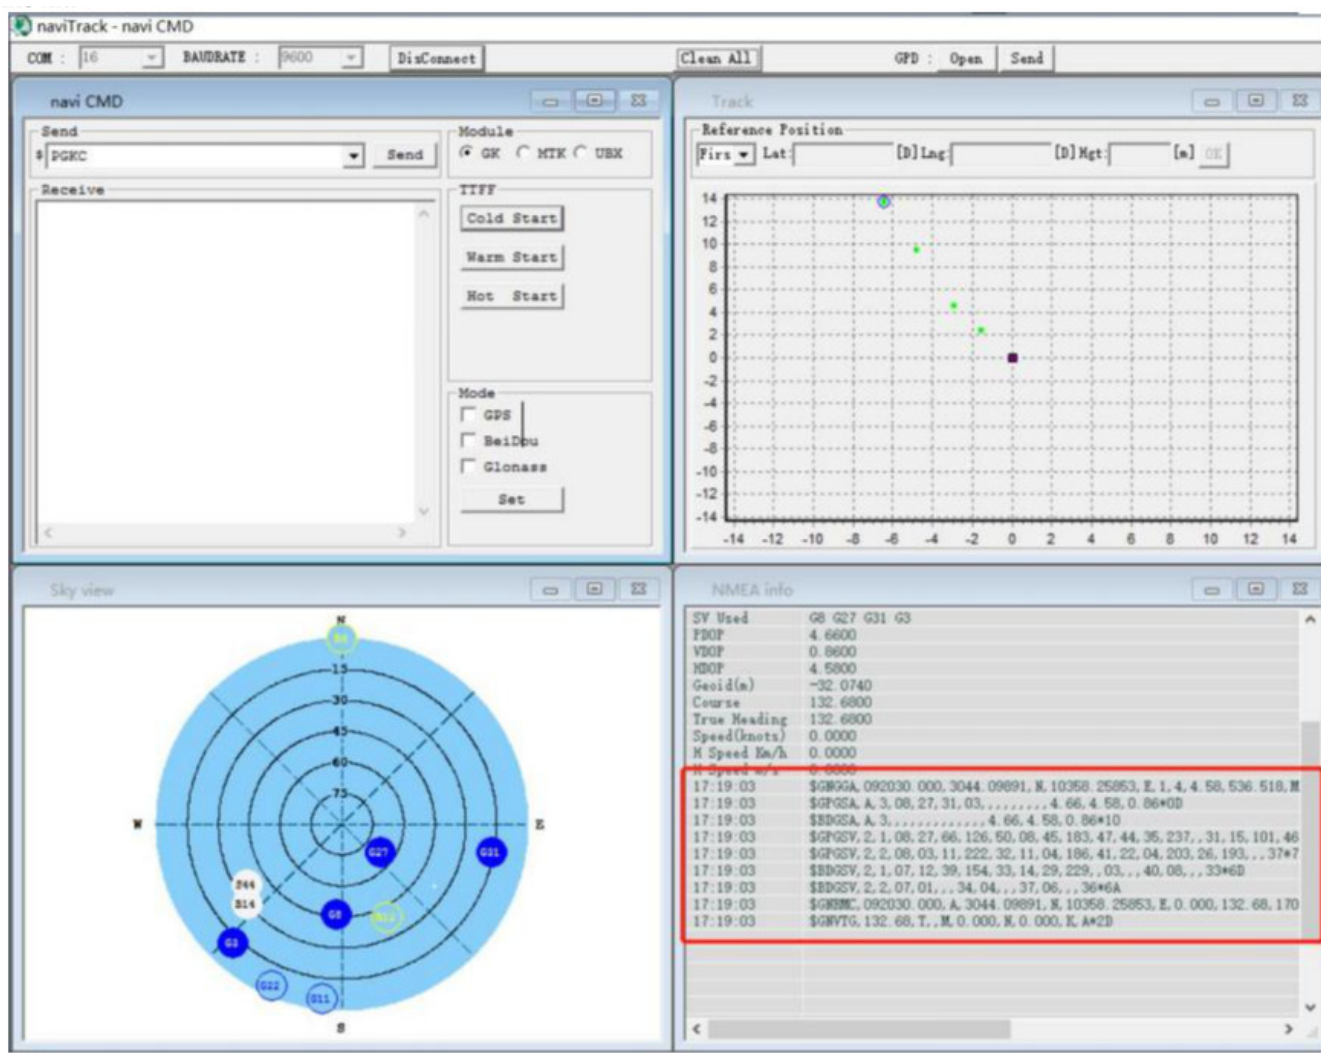 naviTrack - navi CMD
COM : 16 BAUDRATE : 9600 DisConnect Clean All GPD : Open Send
navi CMD
Send
$ PGKC Send
Receive
Module
GK MTK UBX
TTFF
Cold Start
Warm Start
Hot Start
Mode
GPS
BeiDou
Glonass
Set
Track
Reference Position
Firs Lat: [D] Lng: [D] Hgt: [m] OK
14
12
10
8
6
4
2
0
-2
-4
-6
-8
-10
-12
-14
-14 -12 -10 -8 -6 -4 -2 0 2 4 6 8 10 12 14
Sky view
N
15
30
45
60
75
W E
G27 G31
S44
B14
G8 B12
G3
G22
G11
S
NMEA info
SV Used G8 G27 G31 G3
PDOP 4.6600
VDOP 0.8600
HDOP 4.5800
Geoid(m) -32.0740
Course 132.6800
True Heading 132.6800
Speed(knots) 0.0000
M Speed Km/h 0.0000
M Speed m/s 0.0000
17:19:03 $GNGGA,092030.000,3044.09891,N,10358.25853,E,1,4,4.58,536.518,M
17:19:03 $GPGSA,A,3,08,27,31,03,,,,,,,,,4.66,4.58,0.86*0D
17:19:03 $BDGSA,A,3,,,,,,,,,,,,,4.66,4.58,0.86*10
17:19:03 $GPGSV,2,1,08,27,66,126,50,08,45,183,47,44,35,237,,31,15,101,46
17:19:03 $GPGSV,2,2,08,03,11,222,32,11,04,186,41,22,04,203,26,193,,,37*7
17:19:03 $BDGSV,2,1,07,12,39,154,33,14,29,229,,03,,,40,08,,,33*6D
17:19:03 $BDGSV,2,2,07,01,,,34,04,,,37,06,,,36*6A
17:19:03 $GNRMC,092030.000,A,3044.09891,N,10358.25853,E,0.000,132.68,170
17:19:03 $GNVTG,132.68,T,,M,0.000,N,0.000,K,A*2D